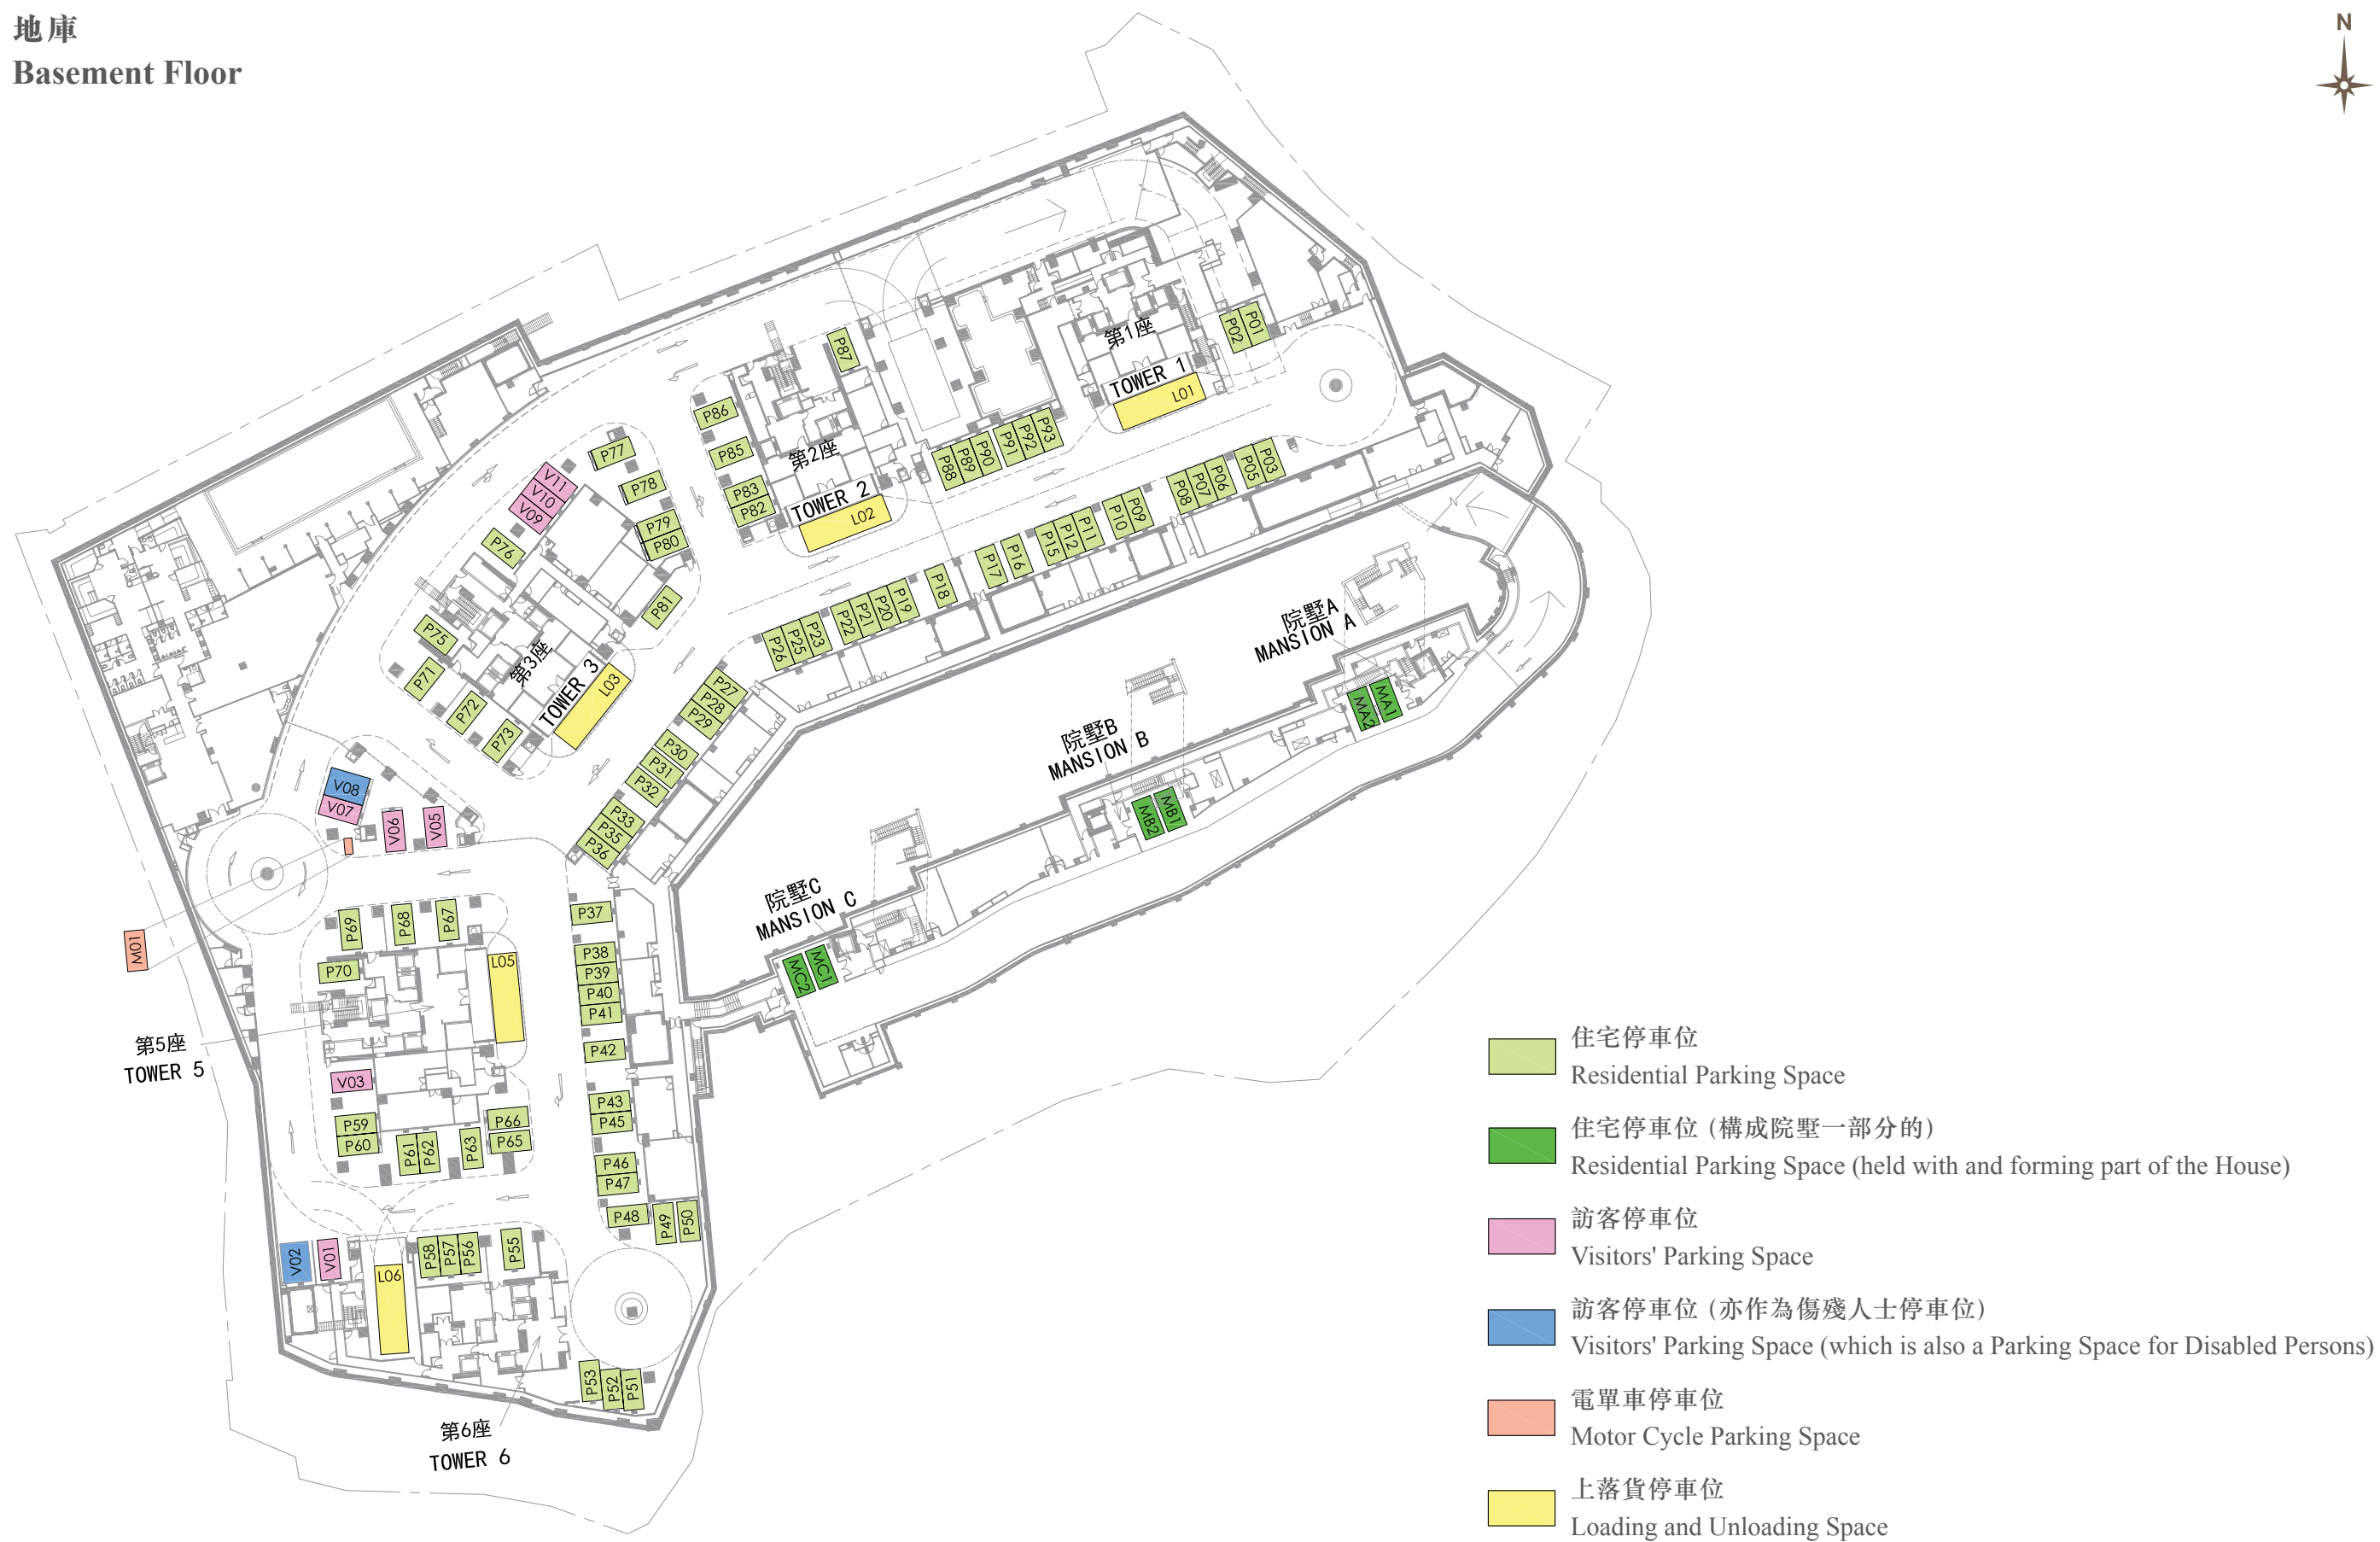 地庫
Basement Floor
N
P01
P02
第1座
TOWER 1
L01
P87
P86
P85
P83
P82
第2座
TOWER 2
L02
P88
P89
P90
P91
P92
P93
P03
P05
P06
P07
P08
P09
P10
P11
P12
P15
P16
P17
P18
P19
P20
P21
P22
P23
P25
P26
P77
P78
P79
P80
P81
V11
V10
V09
P76
P75
P71
P72
P73
第3座
TOWER 3
L03
P27
P28
P29
P30
P31
P32
P33
P35
P36
院墅A
MANSION A
MA2
MA1
院墅B
MANSION B
MB2
MB1
院墅C
MANSION C
MC2
MC1
V08
V07
V06
V05
M01
P69
P68
P67
P70
L05
第5座
TOWER 5
V03
P59
P60
P61
P62
P63
P66
P65
P37
P38
P39
P40
P41
P42
P43
P45
P46
P47
P48
P49
P50
V02
V01
L06
P58
P57
P56
P55
P53
P52
P51
第6座
TOWER 6
住宅停車位
Residential Parking Space
住宅停車位 (構成院墅一部分的)
Residential Parking Space (held with and forming part of the House)
訪客停車位
Visitors' Parking Space
訪客停車位 (亦作為傷殘人士停車位)
Visitors' Parking Space (which is also a Parking Space for Disabled Persons)
電單車停車位
Motor Cycle Parking Space
上落貨停車位
Loading and Unloading Space